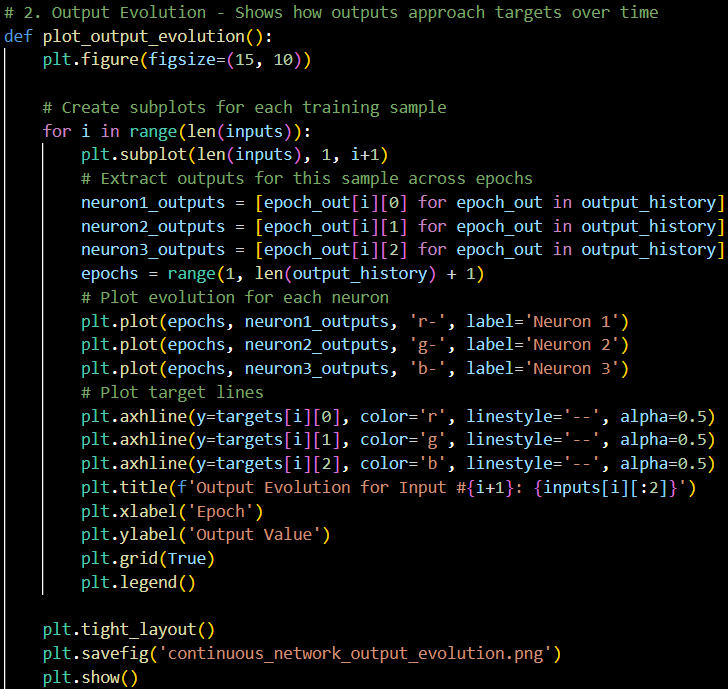 # 2. Output Evolution - Shows how outputs approach targets over time
def plot_output_evolution():
    plt.figure(figsize=(15, 10))

    # Create subplots for each training sample
    for i in range(len(inputs)):
        plt.subplot(len(inputs), 1, i+1)
        # Extract outputs for this sample across epochs
        neuron1_outputs = [epoch_out[i][0] for epoch_out in output_history]
        neuron2_outputs = [epoch_out[i][1] for epoch_out in output_history]
        neuron3_outputs = [epoch_out[i][2] for epoch_out in output_history]
        epochs = range(1, len(output_history) + 1)
        # Plot evolution for each neuron
        plt.plot(epochs, neuron1_outputs, 'r-', label='Neuron 1')
        plt.plot(epochs, neuron2_outputs, 'g-', label='Neuron 2')
        plt.plot(epochs, neuron3_outputs, 'b-', label='Neuron 3')
        # Plot target lines
        plt.axhline(y=targets[i][0], color='r', linestyle='--', alpha=0.5)
        plt.axhline(y=targets[i][1], color='g', linestyle='--', alpha=0.5)
        plt.axhline(y=targets[i][2], color='b', linestyle='--', alpha=0.5)
        plt.title(f'Output Evolution for Input #{i+1}: {inputs[i][:2]}')
        plt.xlabel('Epoch')
        plt.ylabel('Output Value')
        plt.grid(True)
        plt.legend()

    plt.tight_layout()
    plt.savefig('continuous_network_output_evolution.png')
    plt.show()